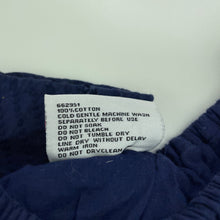 662951
100%COTTON
COLD GENTLE MACHINE WASH
SEPARATELY BEFORE USE
DO NOT SOAK
DO NOT BLEACH
DO NOT TUMBLE DRY
LINE DRY WITHOUT DELAY
WARM IRON
DO NOT DRYCLEAN